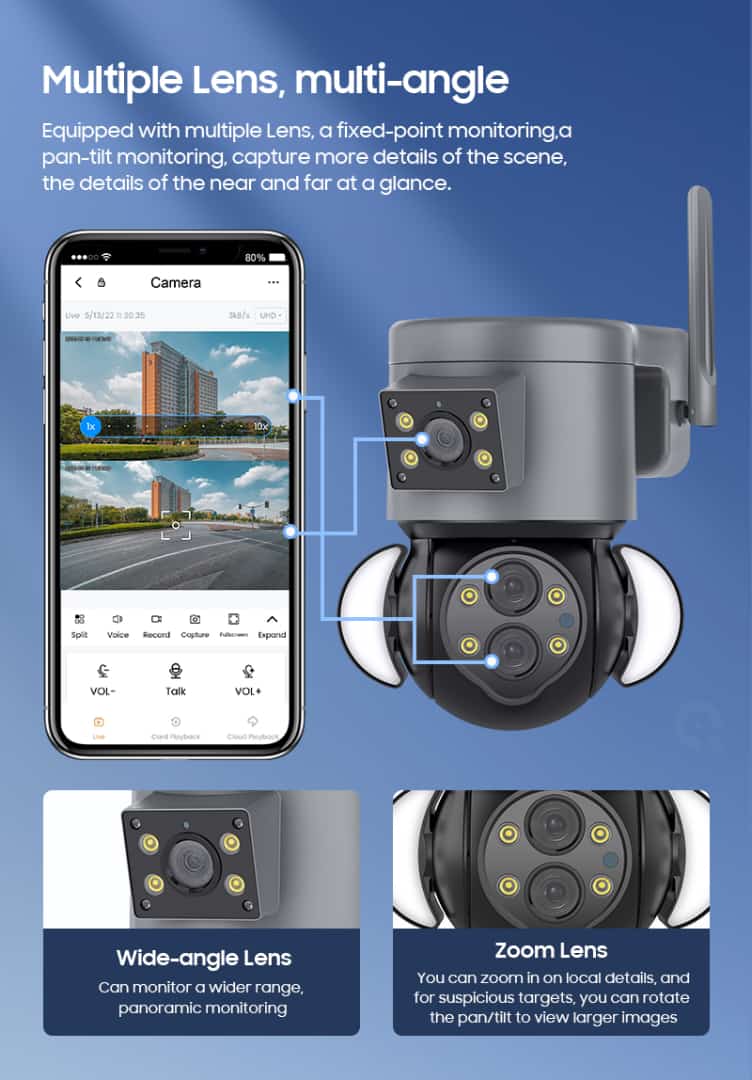 Multiple Lens, multi-angle
Equipped with multiple Lens, a fixed-point monitoring,a
pan-tilt monitoring, capture more details of the scene,
the details of the near and far at a glance.
80%
Camera
Live 5/13/22 11:20:35 3kB/s UHD
1x 10x
Split Voice Record Capture Fullscreen Expand
VOL- Talk VOL+
Live Card Playback Cloud Playback
Wide-angle Lens
Can monitor a wider range,
panoramic monitoring
Zoom Lens
You can zoom in on local details, and
for suspicious targets, you can rotate
the pan/tilt to view larger images